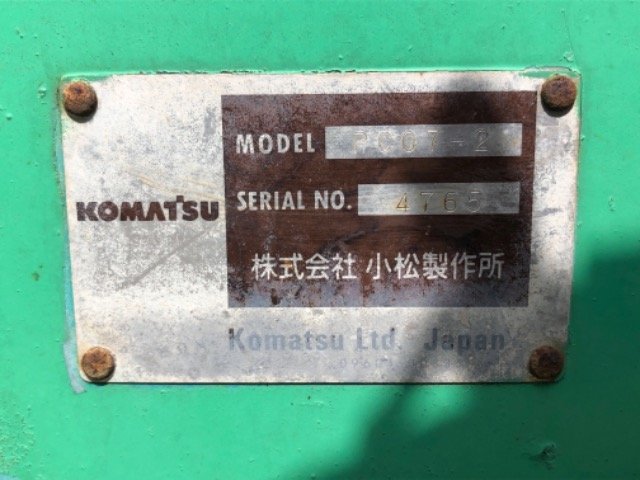 KOMATSU
MODEL PC07-2
SERIAL NO. 4765
株式会社 小松製作所
Komatsu Ltd. Japan